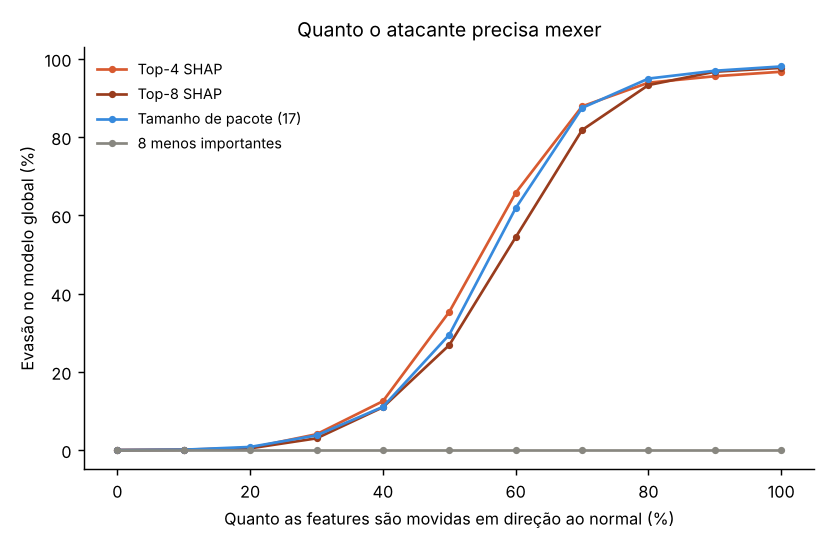 Quanto o atacante precisa mexer
Top-4 SHAP
Top-8 SHAP
Tamanho de pacote (17)
8 menos importantes
Evasão no modelo global (%)
100
80
60
40
20
0
0 20 40 60 80 100
Quanto as features são movidas em direção ao normal (%)